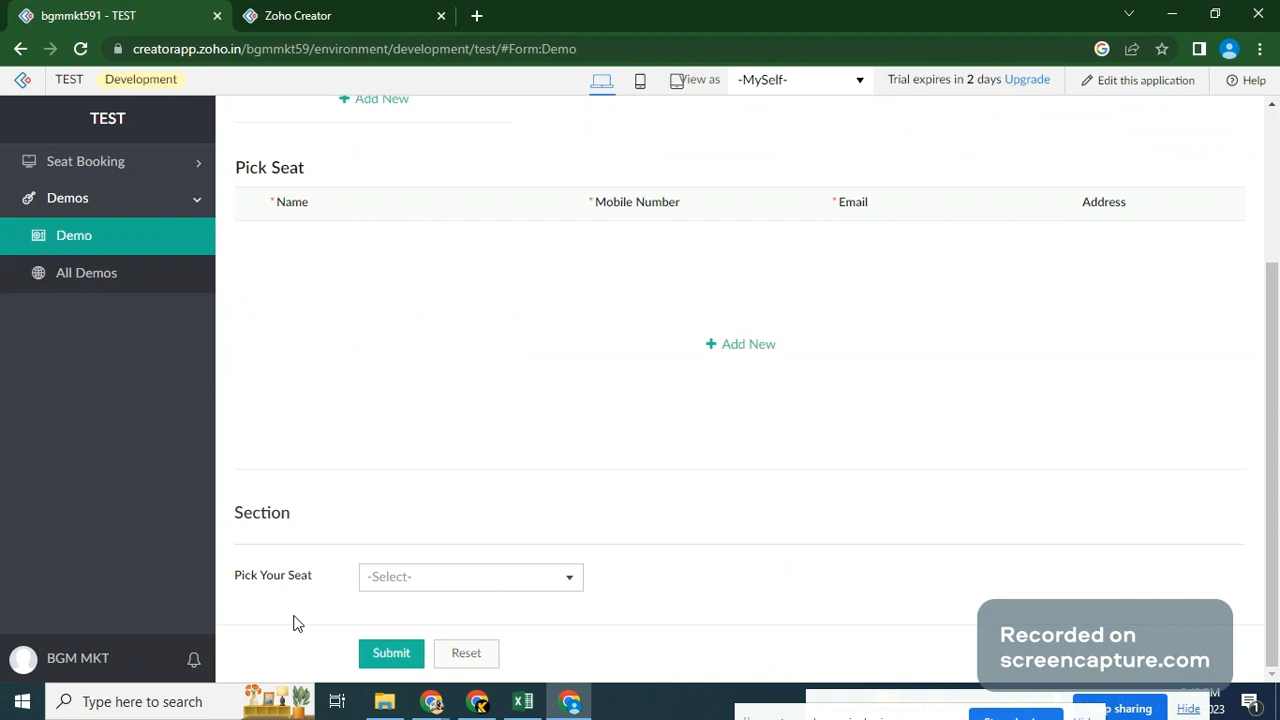 bgmmkt591 - TEST
Zoho Creator
creatorapp.zoho.in/bgmmkt59/environment/development/test/#Form:Demo
TEST Development View as -MySelf- Trial expires in 2 days Upgrade Edit this application Help
TEST
Seat Booking
Demos
Demo
All Demos
BGM MKT
Add New
Pick Seat
* Name * Mobile Number * Email Address
Add New
Section
Pick Your Seat -Select-
Submit Reset
Recorded on
screencapture.com
Type here to search
sharing Hide
1